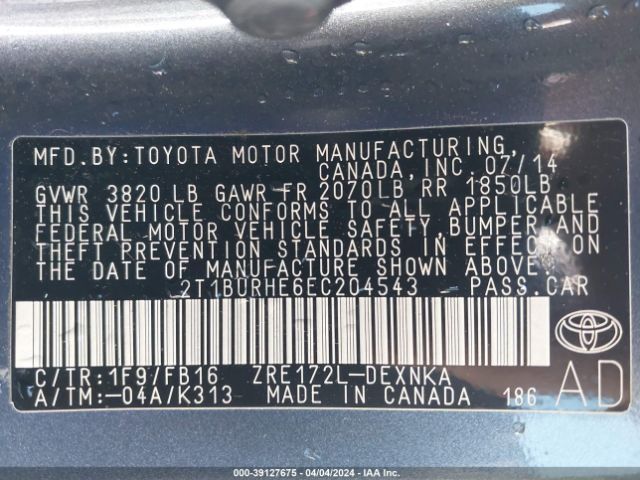 MFD.BY:TOYOTA MOTOR MANUFACTURING,
CANADA,INC. 07/14
GVWR 3820 LB GAWR FR 2070LB RR 1850LB
THIS VEHICLE CONFORMS TO ALL APPLICABLE
FEDERAL MOTOR VEHICLE SAFETY,BUMPER AND
THEFT PREVENTION STANDARDS IN EFFECT ON
THE DATE OF MANUFACTURE SHOWN ABOVE.
2T1BURHE6EC204543 PASS.CAR
C/TR:1F9/FB16 ZRE172L-DEXNKA
A/TM:-04A/K313 MADE IN CANADA 186 AD
000-39127675 - 04/04/2024 - IAA Inc.